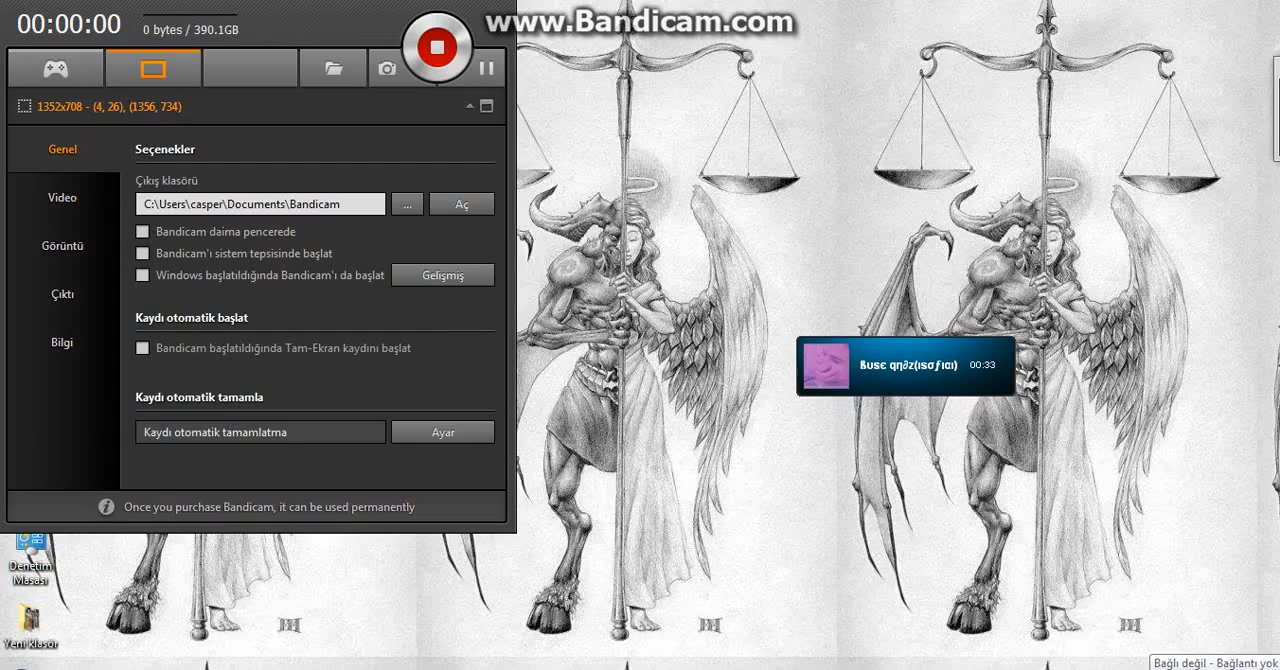 www.Bandicam.com
00:00:00
0 bytes / 390.1GB
1352x708 - (4, 26), (1356, 734)
Genel
Video
Görüntü
Çıktı
Bilgi
Seçenekler
Çıkış klasörü
C:\Users\casper\Documents\Bandicam
...
Aç
Bandicam daima pencerede
Bandicam'ı sistem tepsisinde başlat
Windows başlatıldığında Bandicam'ı da başlat
Gelişmiş
Kaydı otomatik başlat
Bandicam başlatıldığında Tam-Ekran kaydını başlat
Kaydı otomatik tamamla
Kaydı otomatik tamamlatma
Ayar
Once you purchase Bandicam, it can be used permanently
00:33
Denetim
Masası
Yeni klasör
Bağlı değil - Bağlantı yok